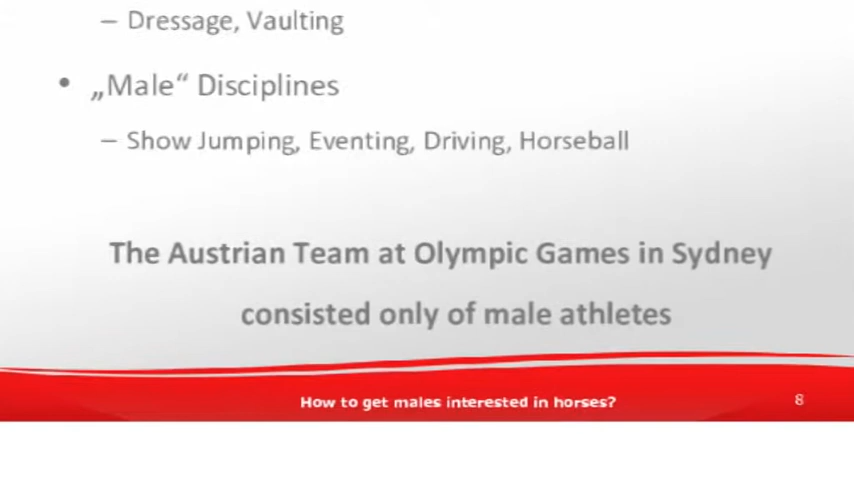 – Dressage, Vaulting
• „Male“ Disciplines
– Show Jumping, Eventing, Driving, Horseball
The Austrian Team at Olympic Games in Sydney
consisted only of male athletes
How to get males interested in horses?
8